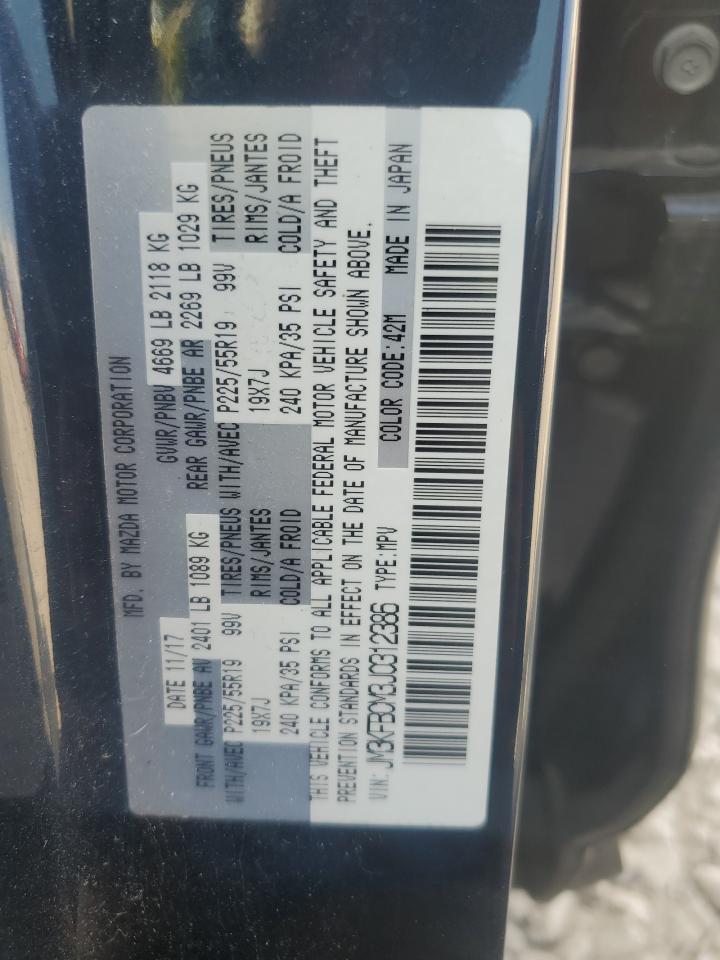 MFD. BY MAZDA MOTOR CORPORATION
DATE 11/17 GVWR/PNBV 4669 LB 2118 KG
FRONT GAWR/PNBE AV 2401 LB 1089 KG REAR GAWR/PNBE AR 2269 LB 1029 KG
WITH/AVEC P225/55R19 99V TIRES/PNEUS WITH/AVEC P225/55R19 99V TIRES/PNEUS
19X7J RIMS/JANTES 19X7J RIMS/JANTES
240 KPA/35 PSI COLD/A FROID 240 KPA/35 PSI COLD/A FROID
THIS VEHICLE CONFORMS TO ALL APPLICABLE FEDERAL MOTOR VEHICLE SAFETY AND THEFT
PREVENTION STANDARDS IN EFFECT ON THE DATE OF MANUFACTURE SHOWN ABOVE.
VIN: JM3KFBCM3J0312386 TYPE:MPV COLOR CODE:42M MADE IN JAPAN